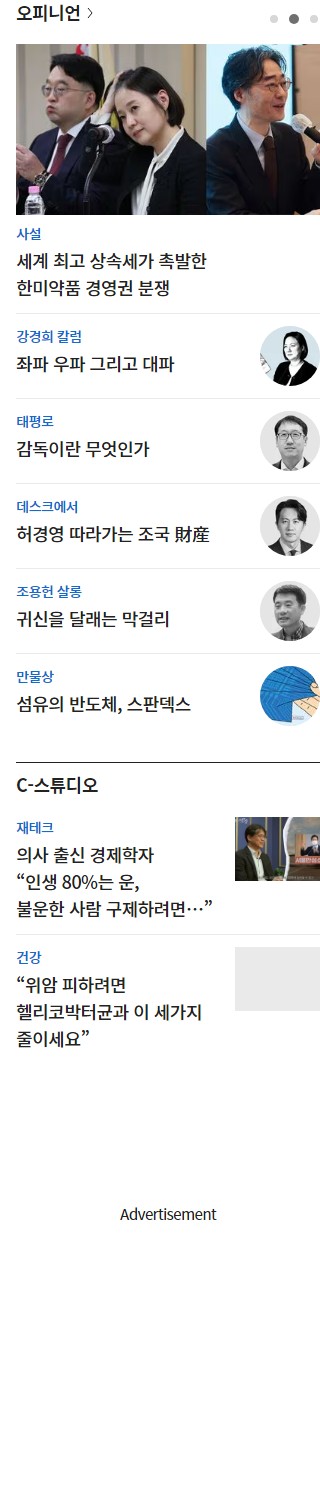 오피니언 >
사설
세계 최고 상속세가 촉발한
한미약품 경영권 분쟁
강경희 칼럼
좌파 우파 그리고 대파
태평로
감독이란 무엇인가
데스크에서
허경영 따라가는 조국 財産
조용헌 살롱
귀신을 달래는 막걸리
만물상
섬유의 반도체, 스판덱스
C-스튜디오
재테크
의사 출신 경제학자
“인생 80%는 운,
불운한 사람 구제하려면…”
건강
“위암 피하려면
헬리코박터균과 이 세가지
줄이세요”
Advertisement